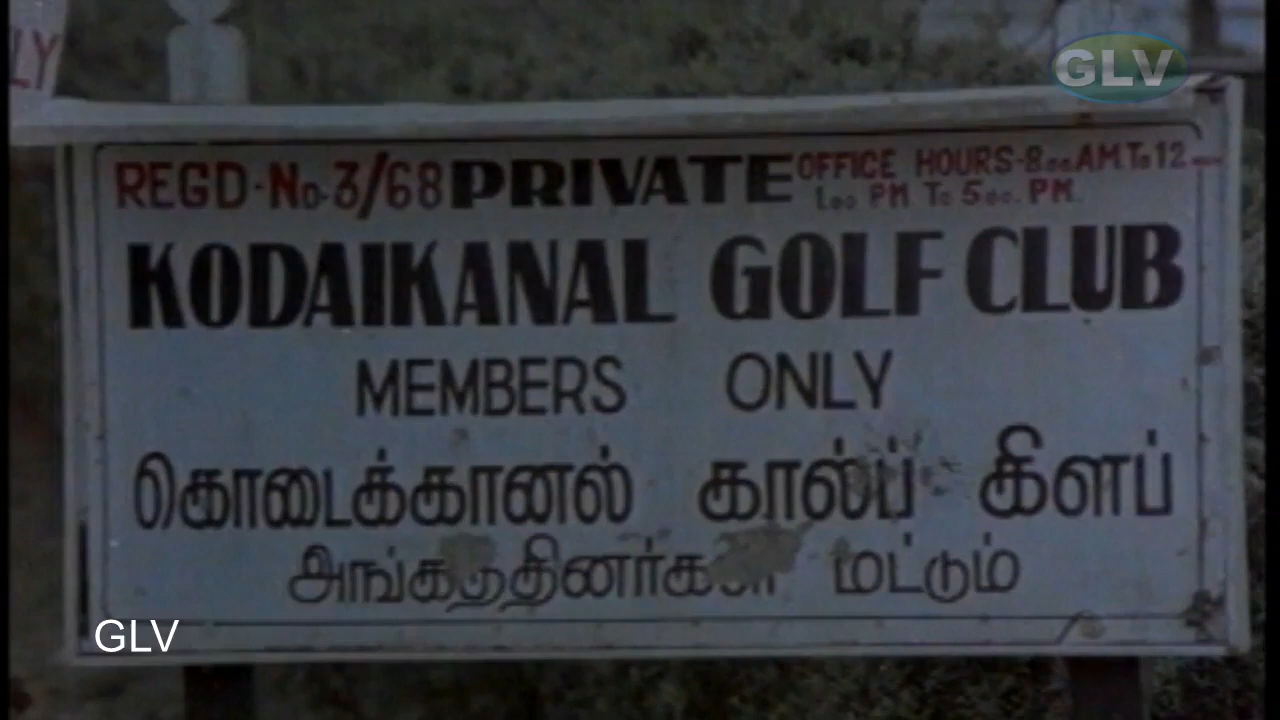 LY
GLV
REGD-No-3/68 PRIVATE OFFICE HOURS-8.00 A.M. To 12-
1.00 PM To 5.00. PM.
KODAIKANAL GOLF CLUB
MEMBERS ONLY
கொடைக்கானல் கால்ப் கிளப்
அங்கத்தினர்கள் மட்டும்
GLV